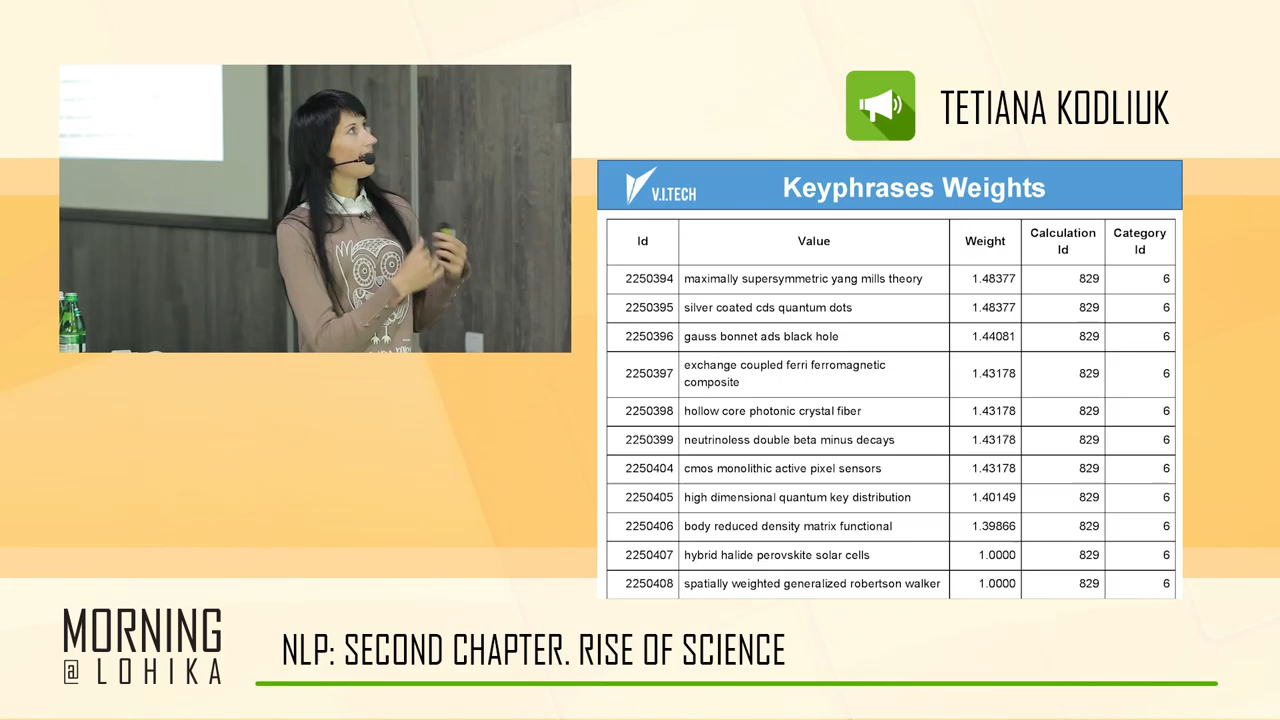 TETIANA KODLIUK
V.I.TECH
Keyphrases Weights
Id Value Weight Calculation Id Category Id
2250394 maximally supersymmetric yang mills theory 1.48377 829 6
2250395 silver coated cds quantum dots 1.48377 829 6
2250396 gauss bonnet ads black hole 1.44081 829 6
2250397 exchange coupled ferri ferromagnetic composite 1.43178 829 6
2250398 hollow core photonic crystal fiber 1.43178 829 6
2250399 neutrinoless double beta minus decays 1.43178 829 6
2250404 cmos monolithic active pixel sensors 1.43178 829 6
2250405 high dimensional quantum key distribution 1.40149 829 6
2250406 body reduced density matrix functional 1.39866 829 6
2250407 hybrid halide perovskite solar cells 1.0000 829 6
2250408 spatially weighted generalized robertson walker 1.0000 829 6
MORNING
@ LOHIKA
NLP: SECOND CHAPTER. RISE OF SCIENCE